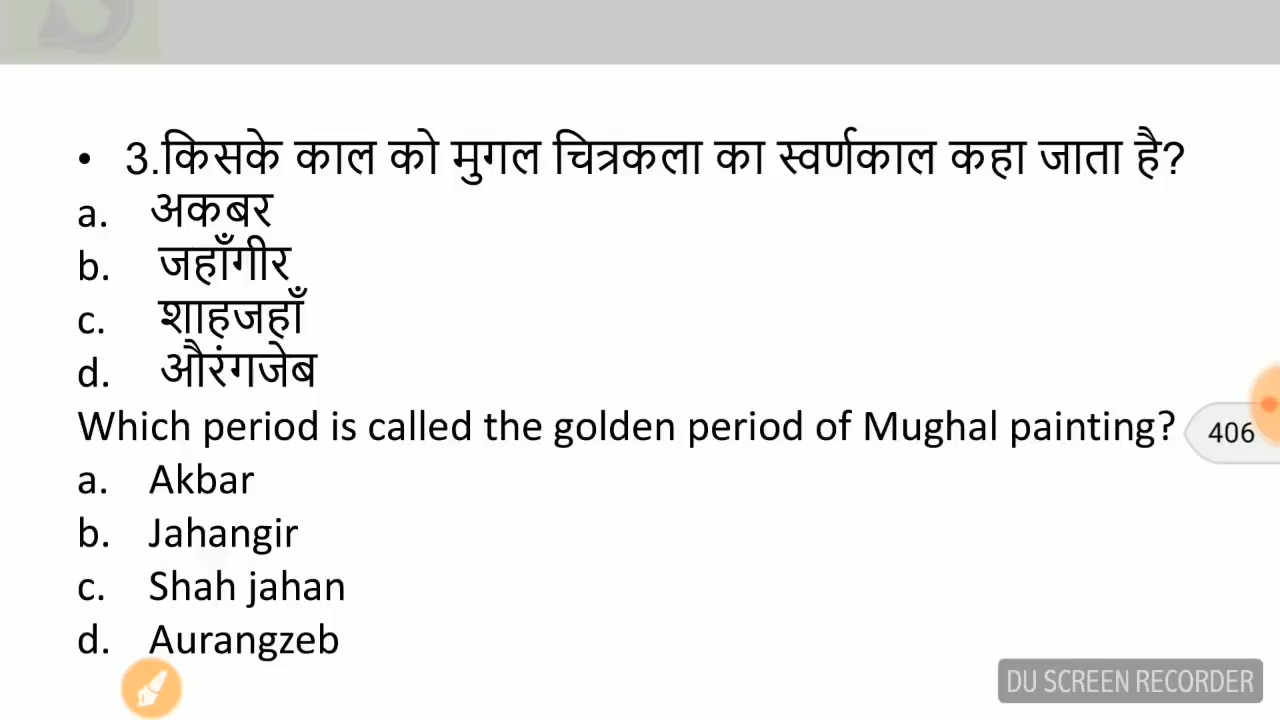 • 3.किसके काल को मुगल चित्रकला का स्वर्णकाल कहा जाता है?
a. अकबर
b. जहाँगीर
c. शाहजहाँ
d. औरंगजेब
Which period is called the golden period of Mughal painting?
406
a. Akbar
b. Jahangir
c. Shah jahan
d. Aurangzeb
DU SCREEN RECORDER